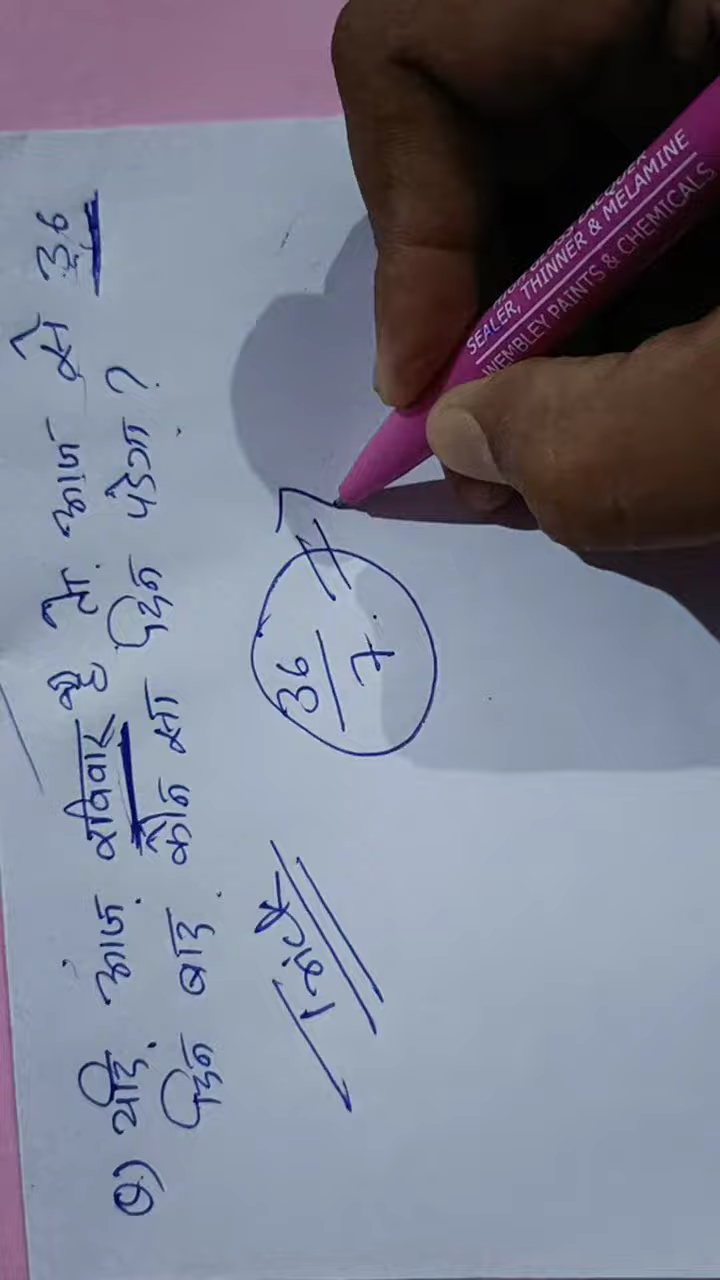 Q) यदि आज रविवार है तो आज से 36
दिन बाद कौन सा दिन पड़ेगा ?
Trick
36
7
=
SEALER, THINNER & MELAMINE
WEMBLEY PAINTS & CHEMICALS